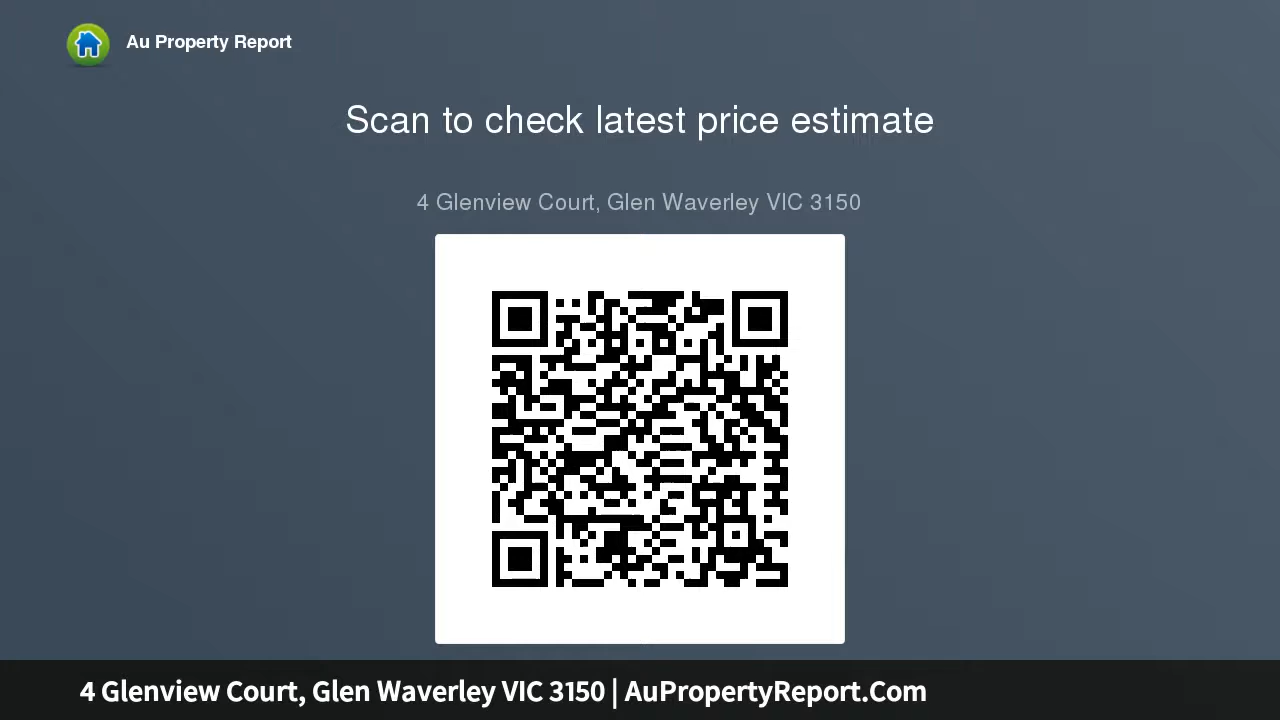 Au Property Report
Scan to check latest price estimate
4 Glenview Court, Glen Waverley VIC 3150
4 Glenview Court, Glen Waverley VIC 3150 | AuPropertyReport.Com